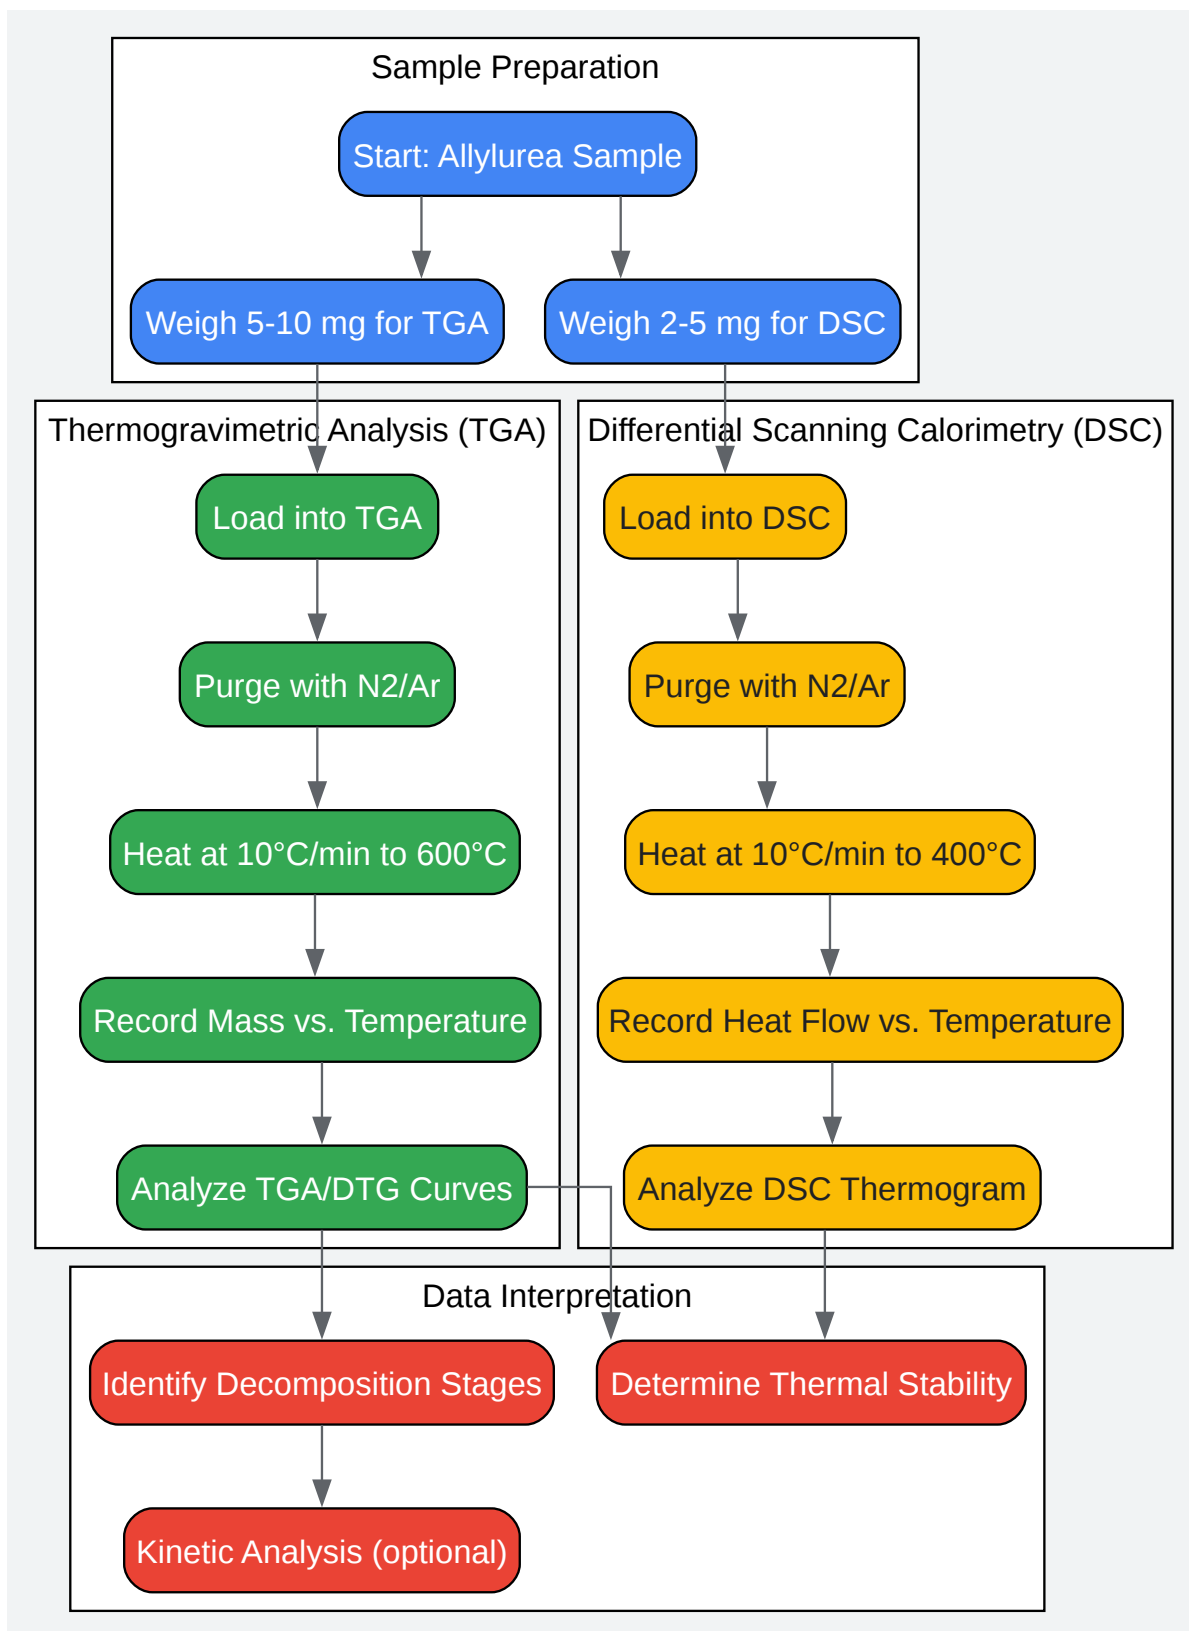 Sample Preparation
Start: Allylurea Sample
Weigh 5-10 mg for TGA
Weigh 2-5 mg for DSC
Thermogravimetric Analysis (TGA)
Load into TGA
Purge with N2/Ar
Heat at 10°C/min to 600°C
Record Mass vs. Temperature
Analyze TGA/DTG Curves
Differential Scanning Calorimetry (DSC)
Load into DSC
Purge with N2/Ar
Heat at 10°C/min to 400°C
Record Heat Flow vs. Temperature
Analyze DSC Thermogram
Data Interpretation
Identify Decomposition Stages
Determine Thermal Stability
Kinetic Analysis (optional)